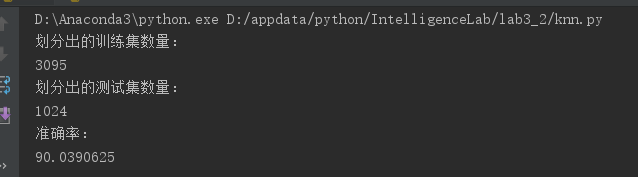 D:\Anaconda3\python.exe D:/appdata/python/IntelligenceLab/lab3_2/knn.py
划分出的训练集数量：
3095
划分出的测试集数量：
1024
准确率：
90.0390625